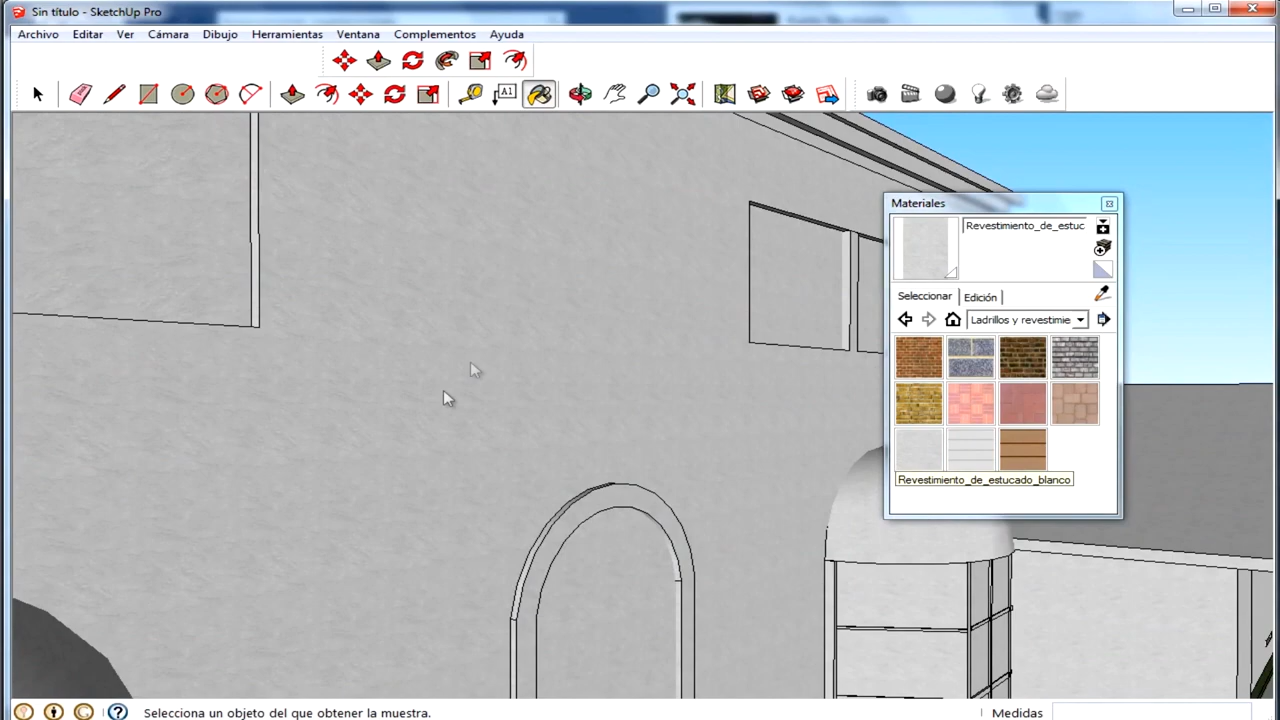 Sin título - SketchUp Pro
Archivo Editar Ver Cámara Dibujo Herramientas Ventana Complementos Ayuda
A1
Materiales
Revestimiento_de_estuc
Seleccionar Edición
Ladrillos y revestimie
Revestimiento_de_estucado_blanco
Selecciona un objeto del que obtener la muestra.
Medidas